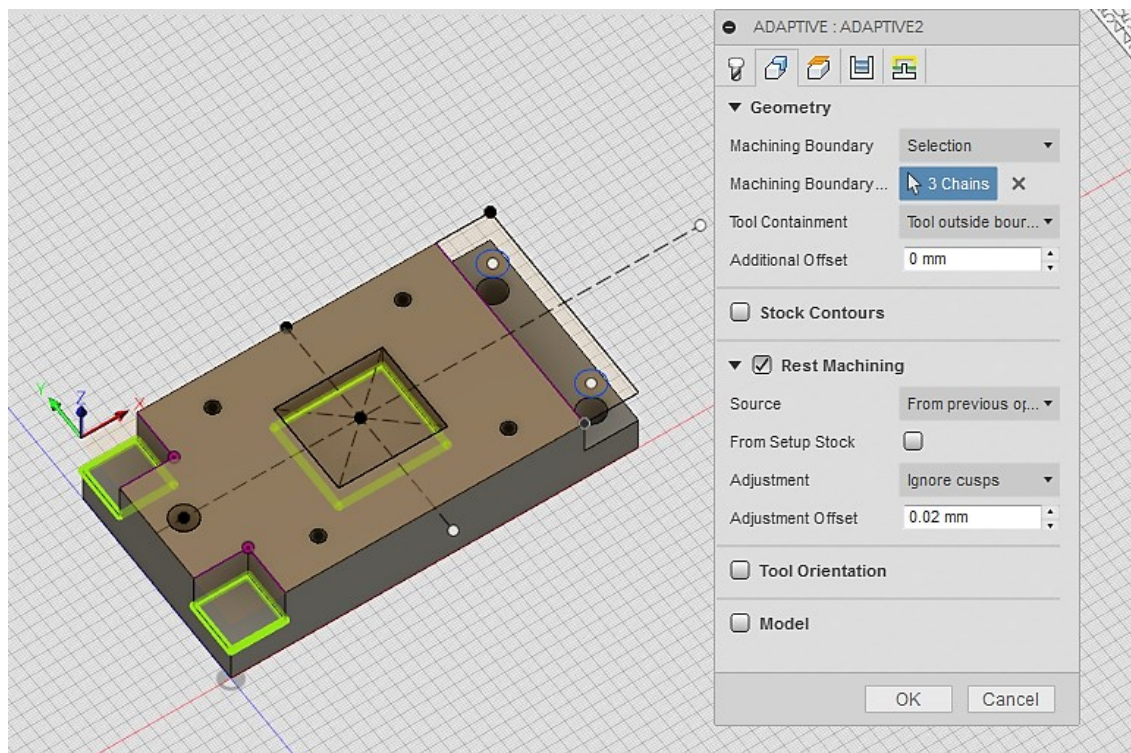 ADAPTIVE : ADAPTIVE2
Geometry
Machining Boundary Selection
Machining Boundary... 3 Chains
Tool Containment Tool outside bour...
Additional Offset 0 mm
Stock Contours
Rest Machining
Source From previous op...
From Setup Stock
Adjustment Ignore cusps
Adjustment Offset 0.02 mm
Tool Orientation
Model
OK Cancel
Y Z X